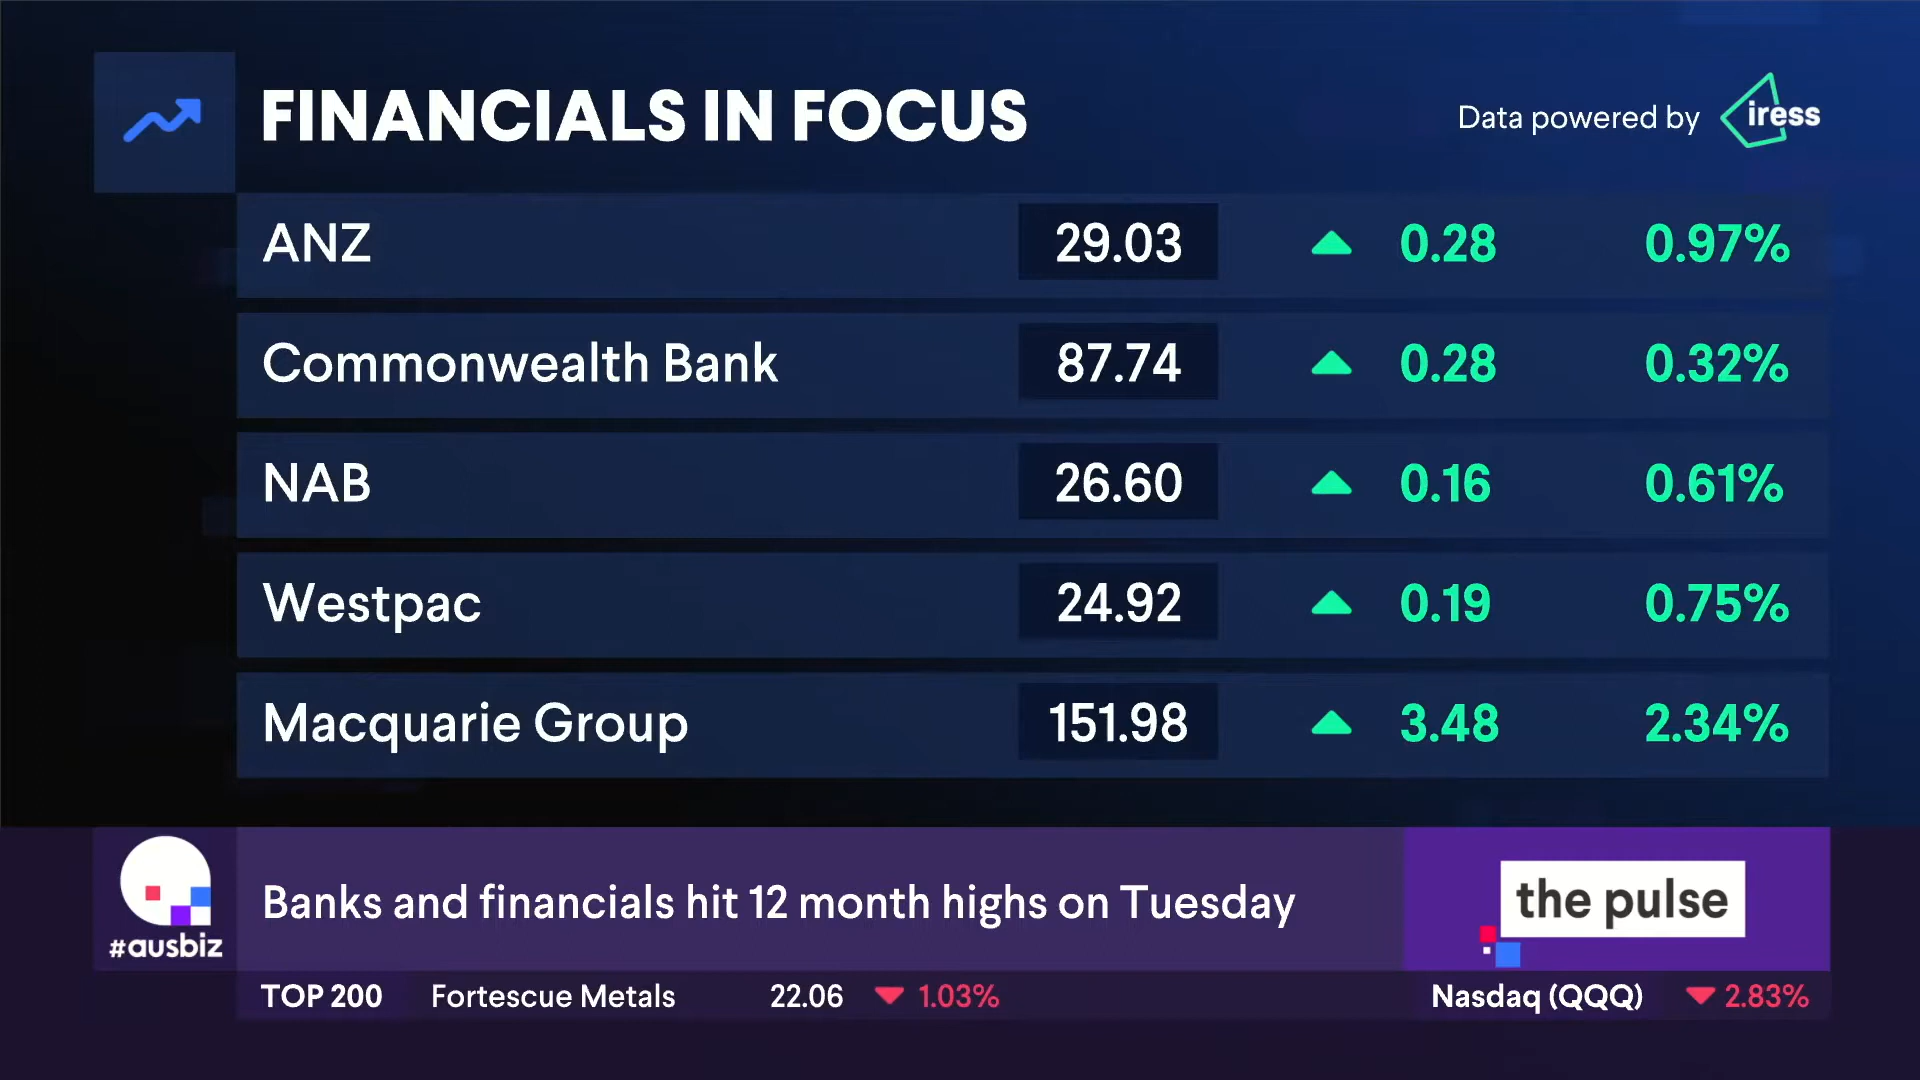 FINANCIALS IN FOCUS
Data powered by iress
ANZ 29.03 0.28 0.97%
Commonwealth Bank 87.74 0.28 0.32%
NAB 26.60 0.16 0.61%
Westpac 24.92 0.19 0.75%
Macquarie Group 151.98 3.48 2.34%
#ausbiz
Banks and financials hit 12 month highs on Tuesday
the pulse
TOP 200 Fortescue Metals 22.06 1.03% Nasdaq (QQQ) 2.83%